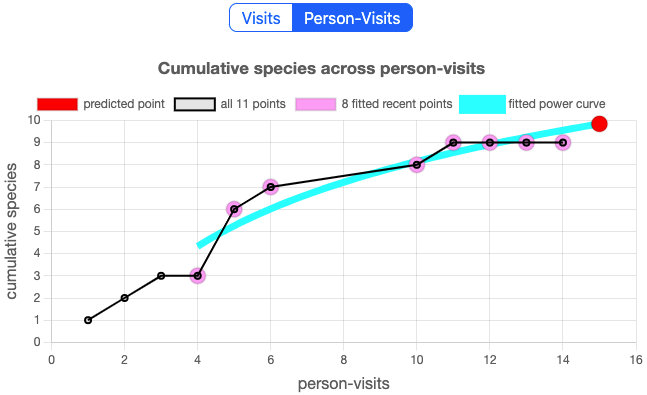 Visits Person-Visits
Cumulative species across person-visits
predicted point all 11 points 8 fitted recent points fitted power curve
10
9
8
7
6
5
4
3
2
1
0
cumulative species
0 2 4 6 8 10 12 14 16
person-visits